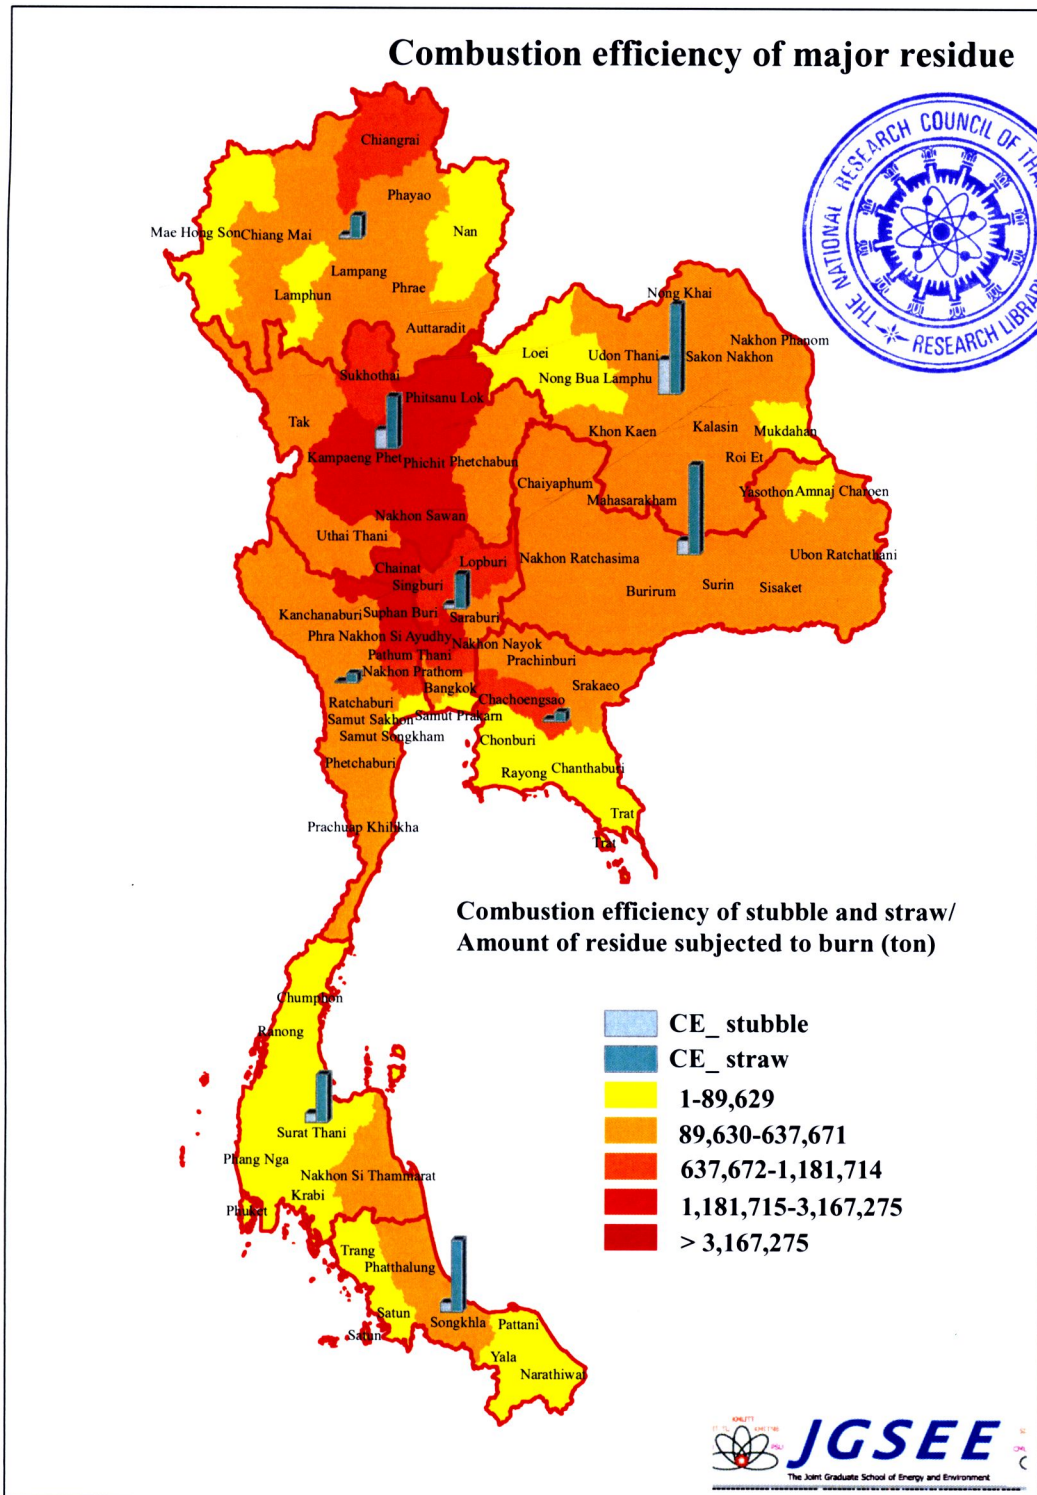 Combustion efficiency of major residue
THE NATIONAL RESEARCH COUNCIL OF THA
RESEARCH LIBRAR
Chiangrai
Phayao
Mae Hong Son
Chiang Mai
Nan
Lampang
Lamphun
Phrae
Auttaradit
Nong Khai
Nakhon Phanom
Loei
Udon Thani
Sakon Nakhon
Sukhothai
Nong Bua Lamphu
Phitsanu Lok
Tak
Khon Kaen
Kalasin
Mukdahan
Kampaeng Phet
Phichit
Phetchabun
Roi Et
Chaiyaphum
Mahasarakham
Yasothon
Amnaj Charoen
Nakhon Sawan
Uthai Thani
Ubon Ratchathani
Chainat
Lopburi
Nakhon Ratchasima
Singburi
Burirum
Surin
Sisaket
Kanchanaburi
Suphan Buri
Saraburi
Phra Nakhon Si Ayudhy
Nakhon Nayok
Pathum Thani
Prachinburi
Nakhon Prathom
Bangkok
Srakaeo
Ratchaburi
Chachoengsao
Samut Sakhon
Samut Prakarn
Samut Songkham
Chonburi
Phetchaburi
Rayong
Chanthaburi
Trat
Prachuap Khilikha
Trat
Combustion efficiency of stubble and straw/
Amount of residue subjected to burn (ton)
Chumphon
Ranong
CE_ stubble
CE_ straw
1-89,629
89,630-637,671
637,672-1,181,714
1,181,715-3,167,275
> 3,167,275
Surat Thani
Phang Nga
Nakhon Si Thammarat
Krabi
Phuket
Trang
Phatthalung
Satun
Satun
Songkhla
Pattani
Yala
Narathiwat
KMUTT
JGSEE
The Joint Graduate School of Energy and Environment